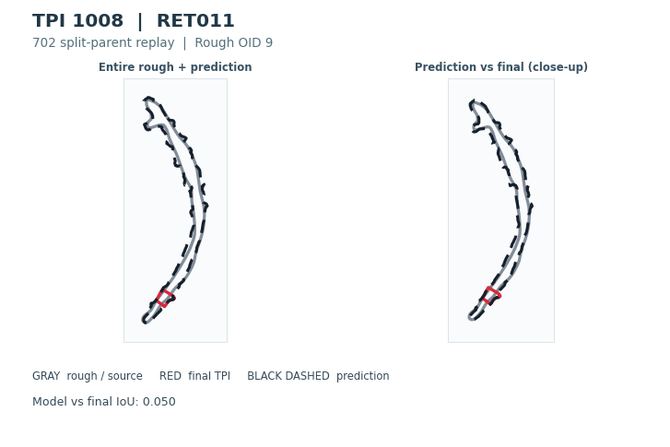 TPI 1008 | RET011
702 split-parent replay | Rough OID 9
Entire rough + prediction
Prediction vs final (close-up)
GRAY rough / source RED final TPI BLACK DASHED prediction
Model vs final IoU: 0.050